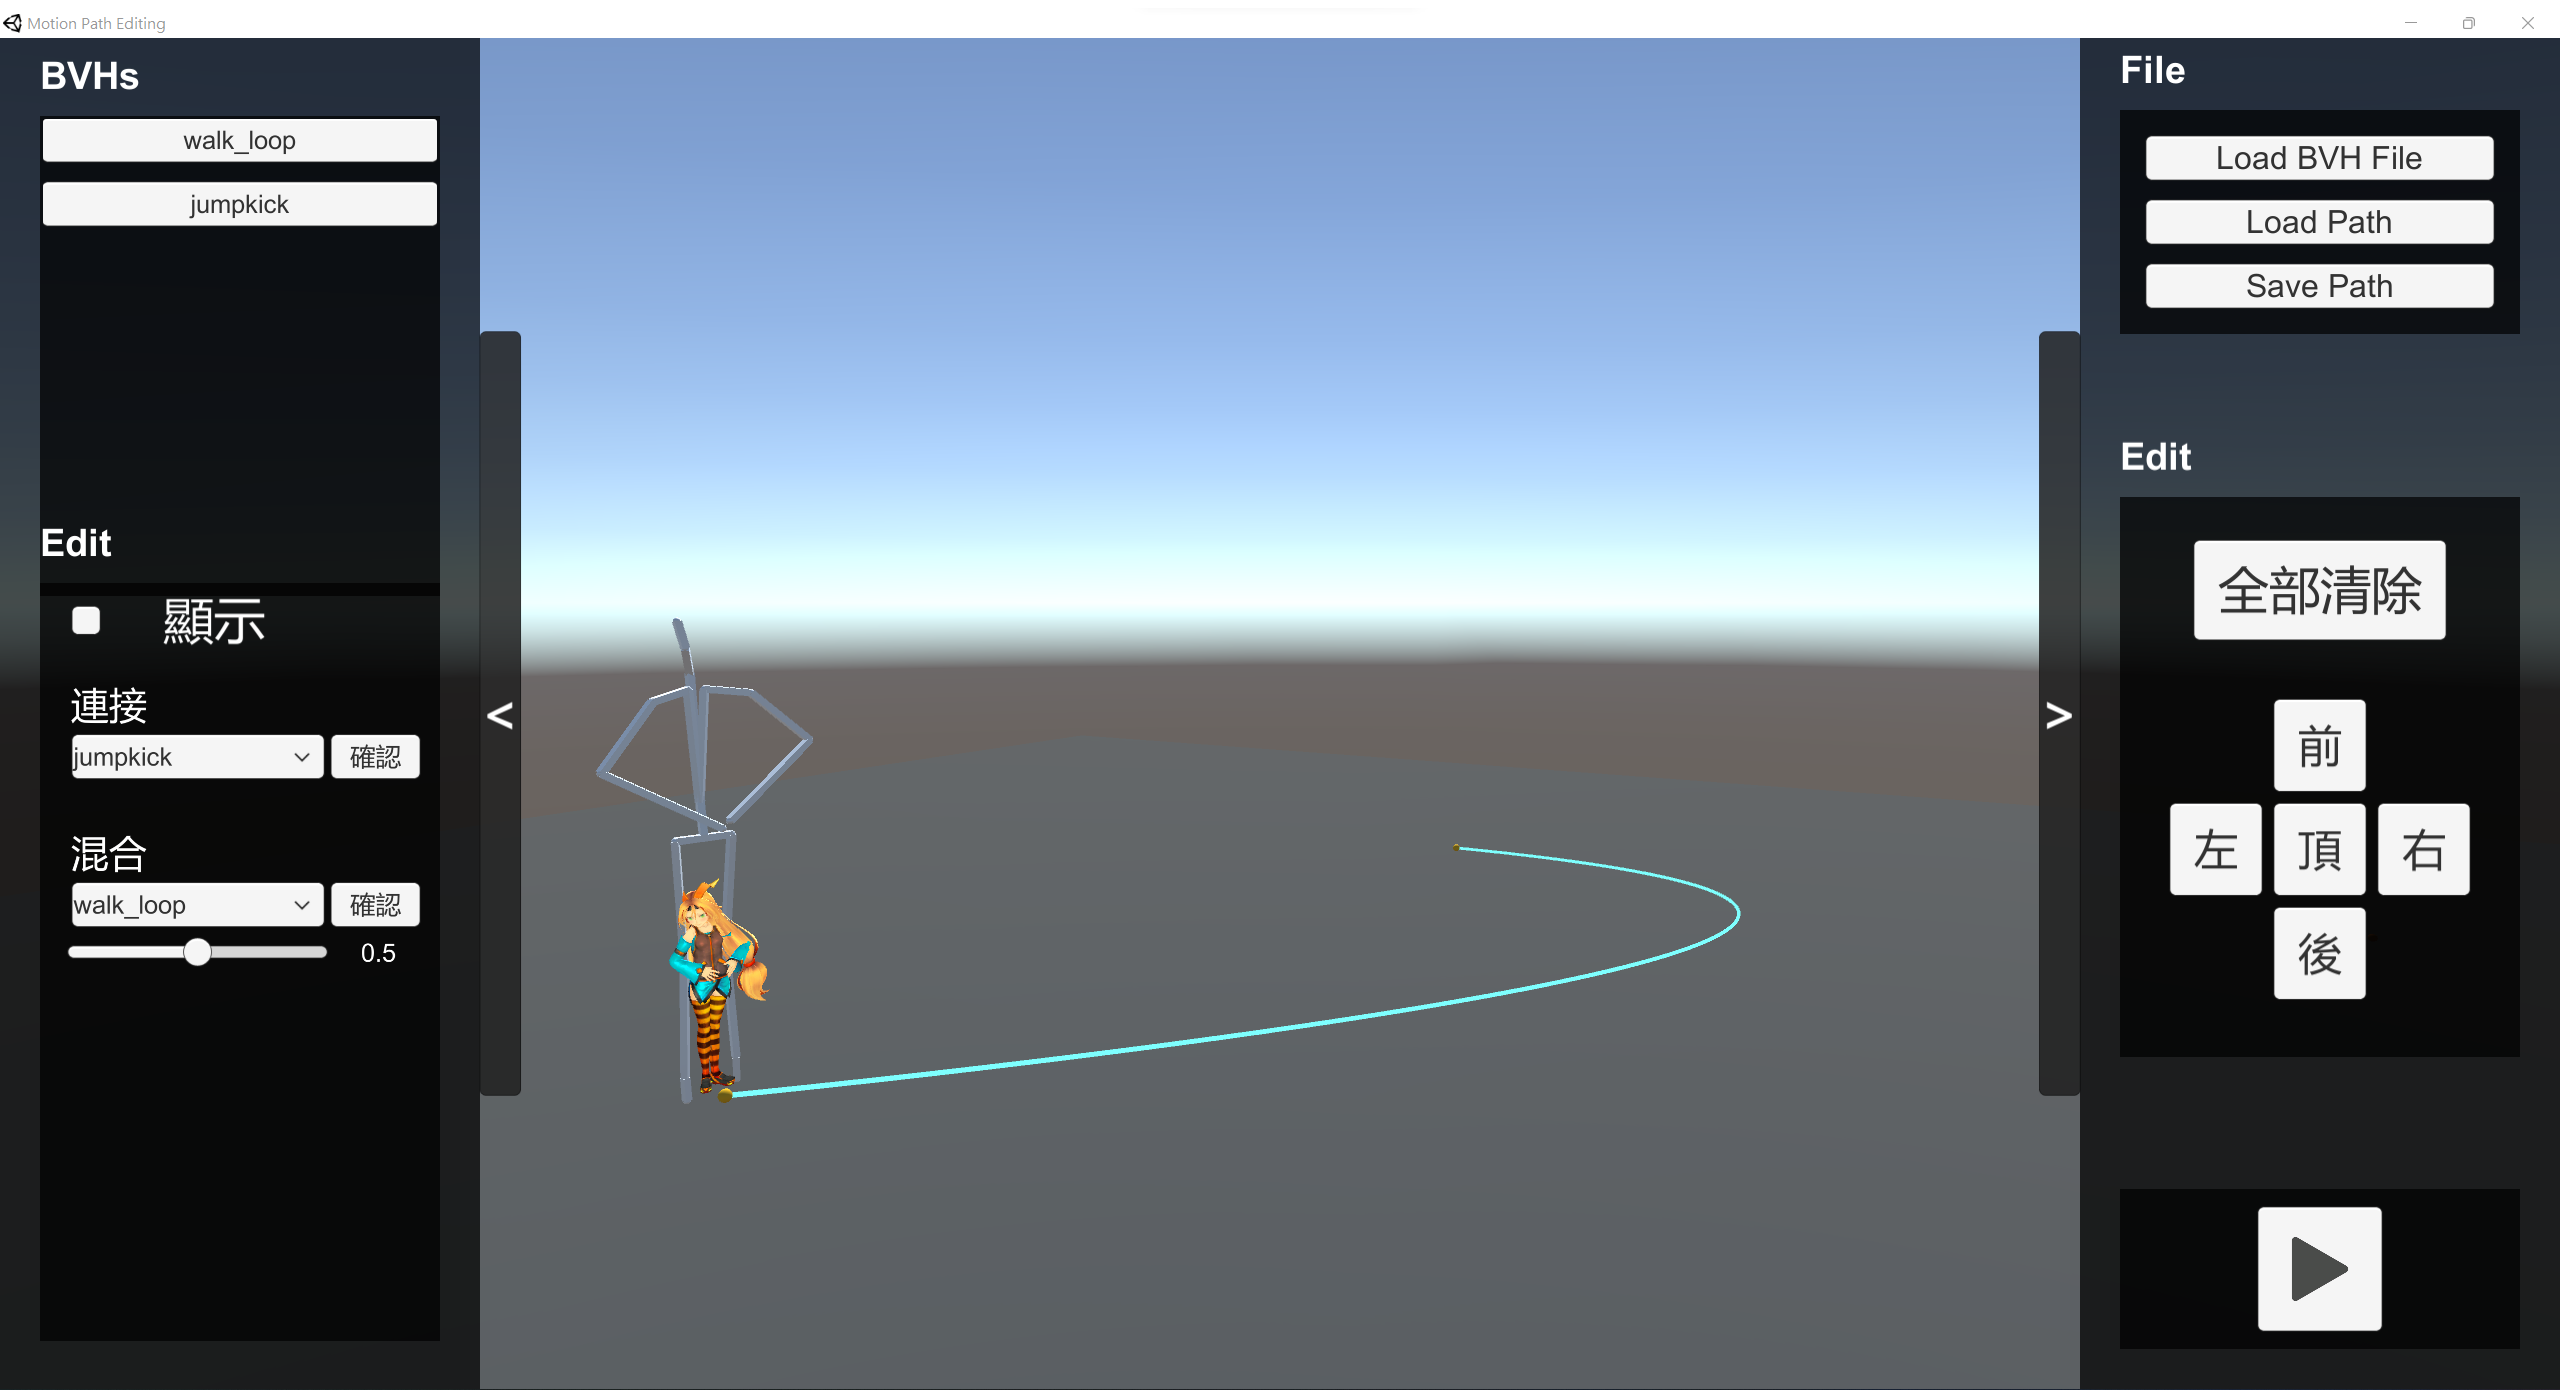 Motion Path Editing
BVHs
walk_loop
jumpkick
Edit
顯示
連接
jumpkick
確認
混合
walk_loop
確認
0.5
<
>
File
Load BVH File
Load Path
Save Path
Edit
全部清除
前
左
頂
右
後